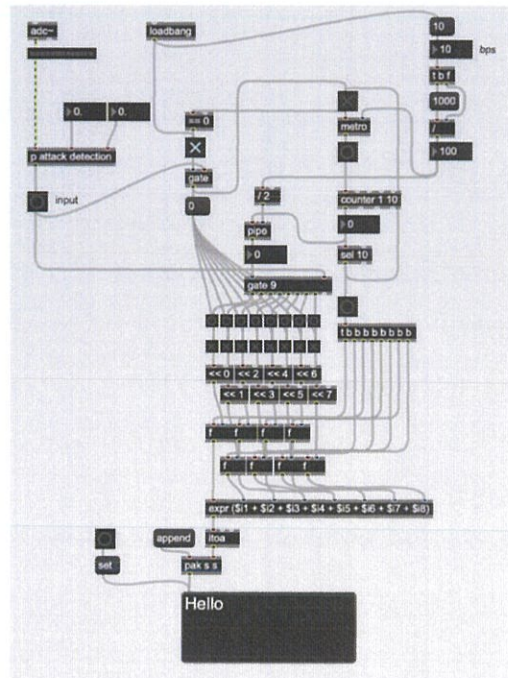 adc~
loadbang
10
10 bps
t b f
1000
/
100
0. 0.
== 0
metro
p attack detection
gate
input
0
/ 2
counter 1 10
pipe
0
0
sel 10
gate 9
t b b b b b b b b
<< 0 << 2 << 4 << 6
<< 1 << 3 << 5 << 7
f f f f
f f f f
expr ($i1 + $i2 + $i3 + $i4 + $i5 + $i6 + $i7 + $i8)
append itoa
set pak s s
Hello